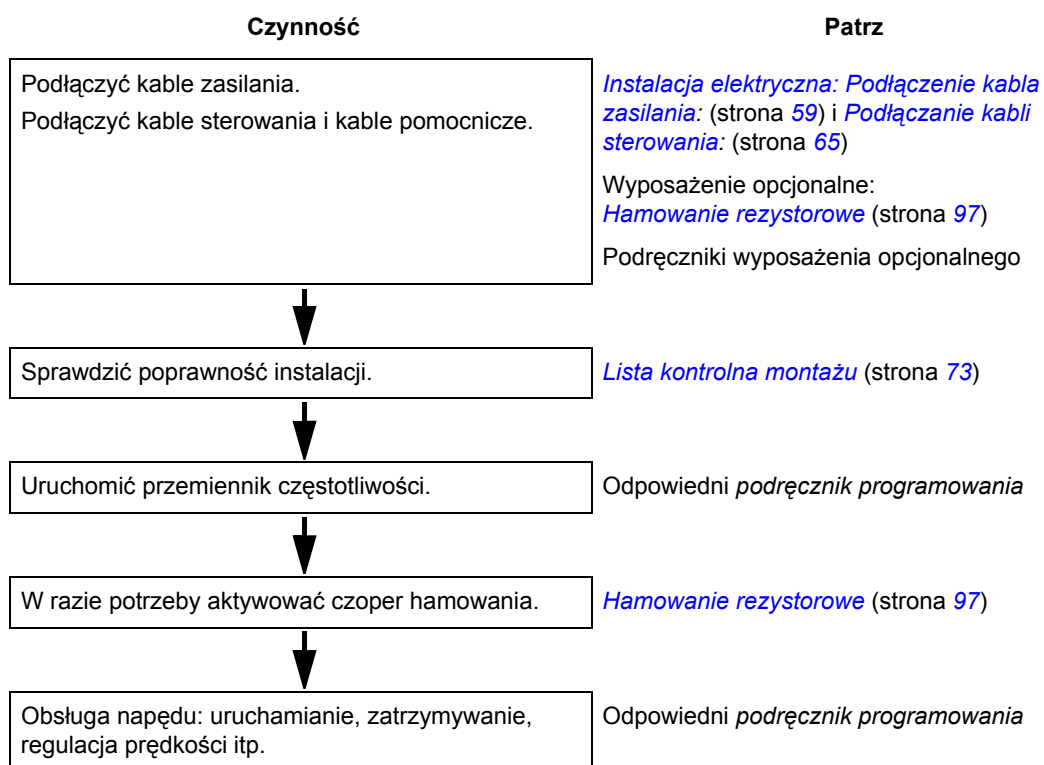 Czynność
Patrz
Podłączyć kable zasilania.
Podłączyć kable sterowania i kable pomocnicze.
Instalacja elektryczna: Podłączenie kabla
zasilania: (strona 59) i Podłączanie kabli
sterowania: (strona 65)
Wyposażenie opcjonalne:
Hamowanie rezystorowe (strona 97)
Podręczniki wyposażenia opcjonalnego
Sprawdzić poprawność instalacji.
Lista kontrolna montażu (strona 73)
Uruchomić przemiennik częstotliwości.
Odpowiedni podręcznik programowania
W razie potrzeby aktywować czoper hamowania.
Hamowanie rezystorowe (strona 97)
Obsługa napędu: uruchamianie, zatrzymywanie,
regulacja prędkości itp.
Odpowiedni podręcznik programowania